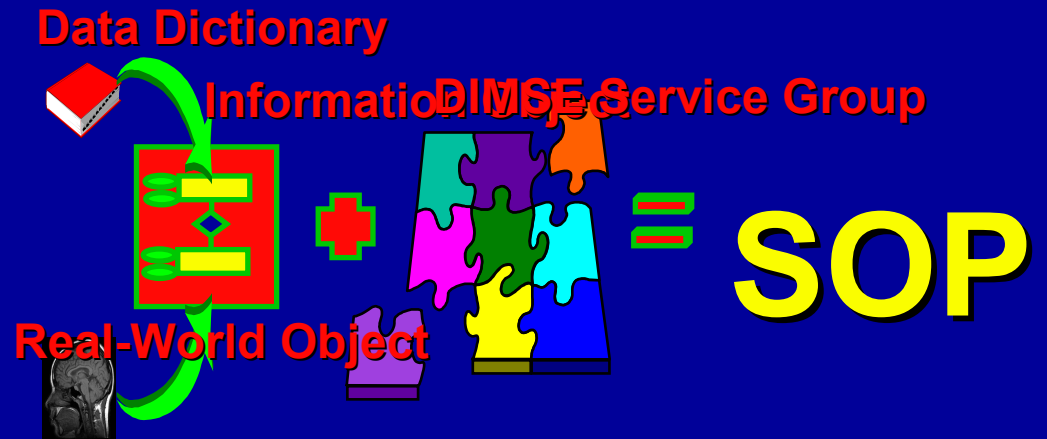 Data Dictionary
Information Object
DIMSE Service Group
SOP
Real-World Object